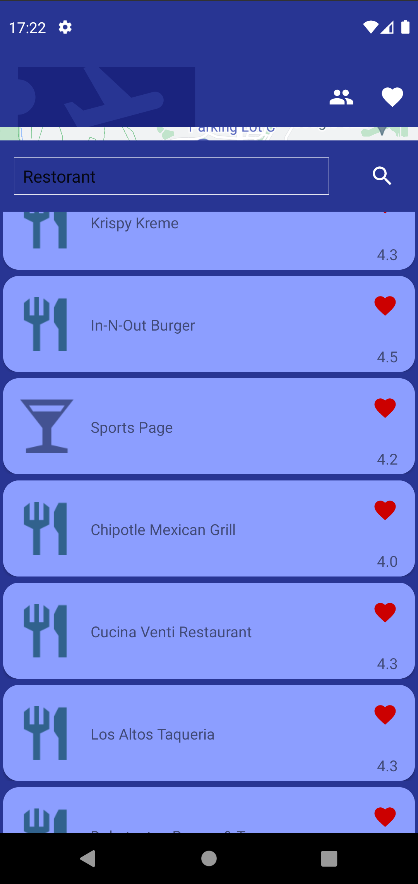 17:22
Parking Lot C
Restorant
Krispy Kreme
4.3
In-N-Out Burger
4.5
Sports Page
4.2
Chipotle Mexican Grill
4.0
Cucina Venti Restaurant
4.3
Los Altos Taqueria
4.3